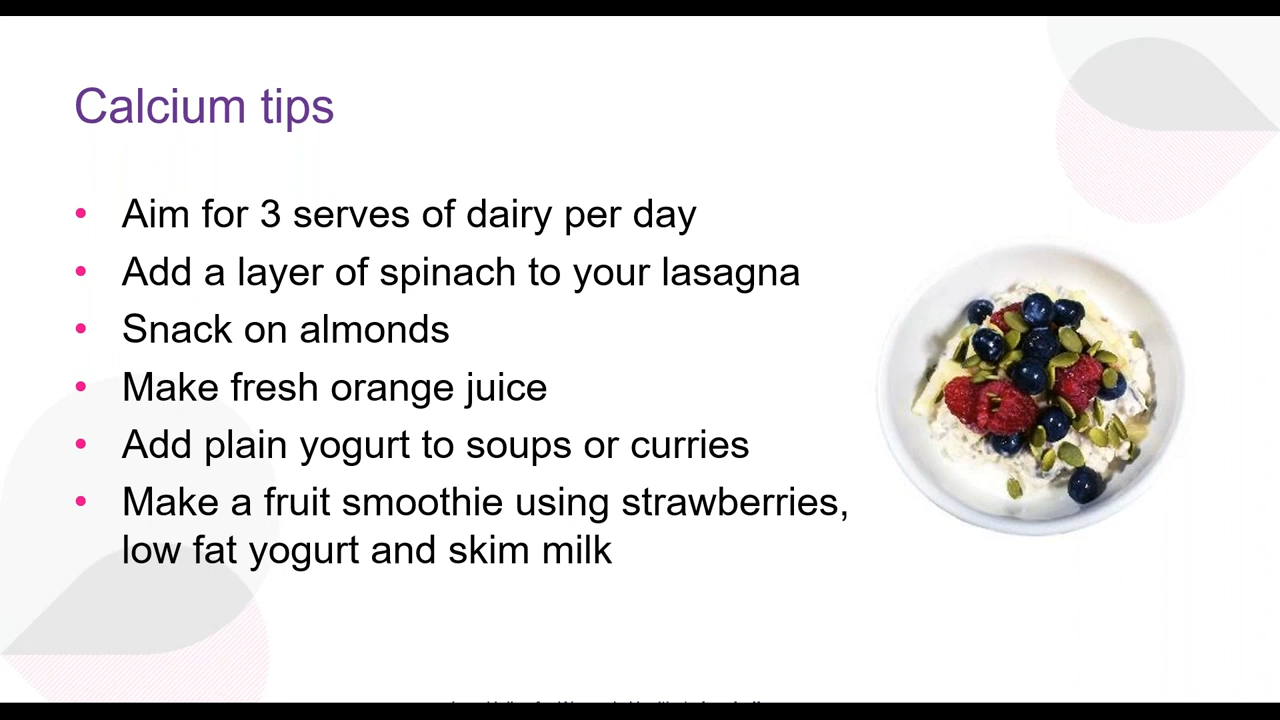 Calcium tips
• Aim for 3 serves of dairy per day
• Add a layer of spinach to your lasagna
• Snack on almonds
• Make fresh orange juice
• Add plain yogurt to soups or curries
• Make a fruit smoothie using strawberries,
low fat yogurt and skim milk